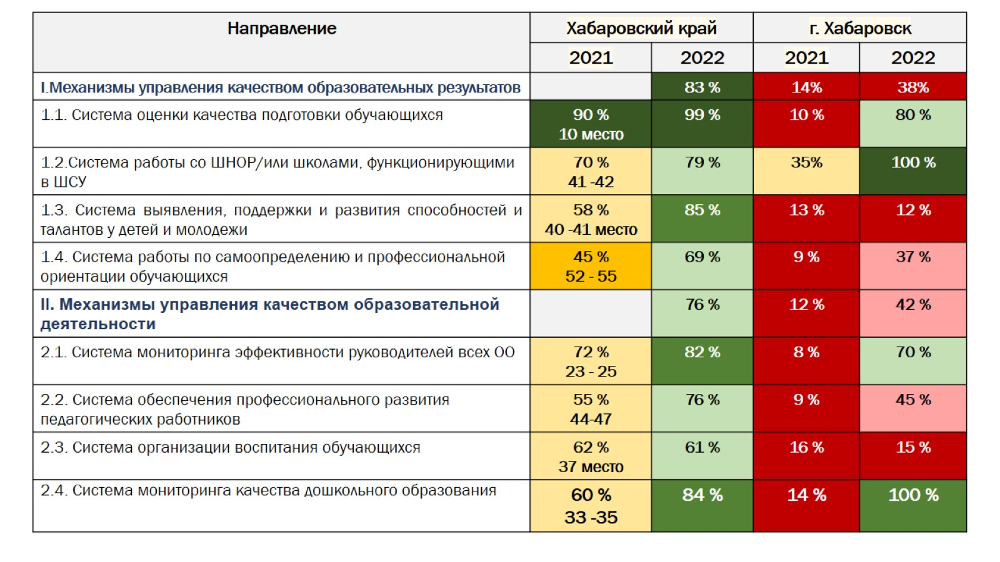 Направление
Хабаровский край
г. Хабаровск
2021
2022
2021
2022
I.Механизмы управления качеством образовательных результатов
83 %
14%
38%
1.1. Система оценки качества подготовки обучающихся
90 %
10 место
99 %
10 %
80 %
1.2.Система работы со ШНОР/или школами, функционирующими
в ШСУ
70 %
41 -42
79 %
35%
100 %
1.3. Система выявления, поддержки и развития способностей и
талантов у детей и молодежи
58 %
40 -41 место
85 %
13 %
12 %
1.4. Система работы по самоопределению и профессиональной
ориентации обучающихся
45 %
52 - 55
69 %
9 %
37 %
II. Механизмы управления качеством образовательной
деятельности
76 %
12 %
42 %
2.1. Система мониторинга эффективности руководителей всех ОО
72 %
23 - 25
82 %
8 %
70 %
2.2. Система обеспечения профессионального развития
педагогических работников
55 %
44-47
76 %
9 %
45 %
2.3. Система организации воспитания обучающихся
62 %
37 место
61 %
16 %
15 %
2.4. Система мониторинга качества дошкольного образования
60 %
33 -35
84 %
14 %
100 %